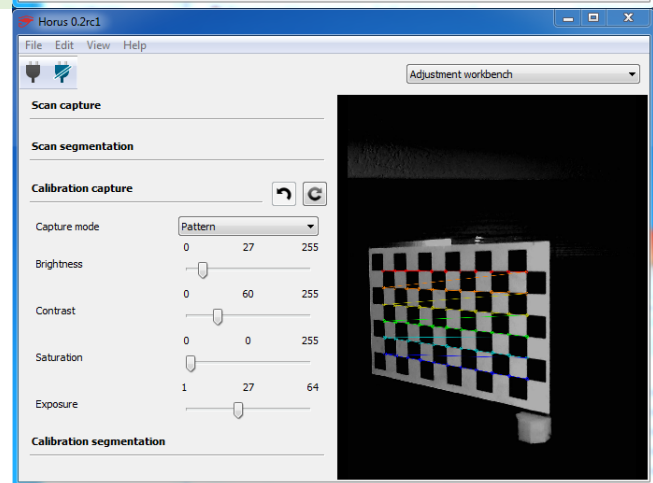 Horus 0.2rc1
File Edit View Help
Adjustment workbench
Scan capture
Scan segmentation
Calibration capture
Capture mode Pattern
0 27 255
Brightness
0 60 255
Contrast
0 0 255
Saturation
1 27 64
Exposure
Calibration segmentation